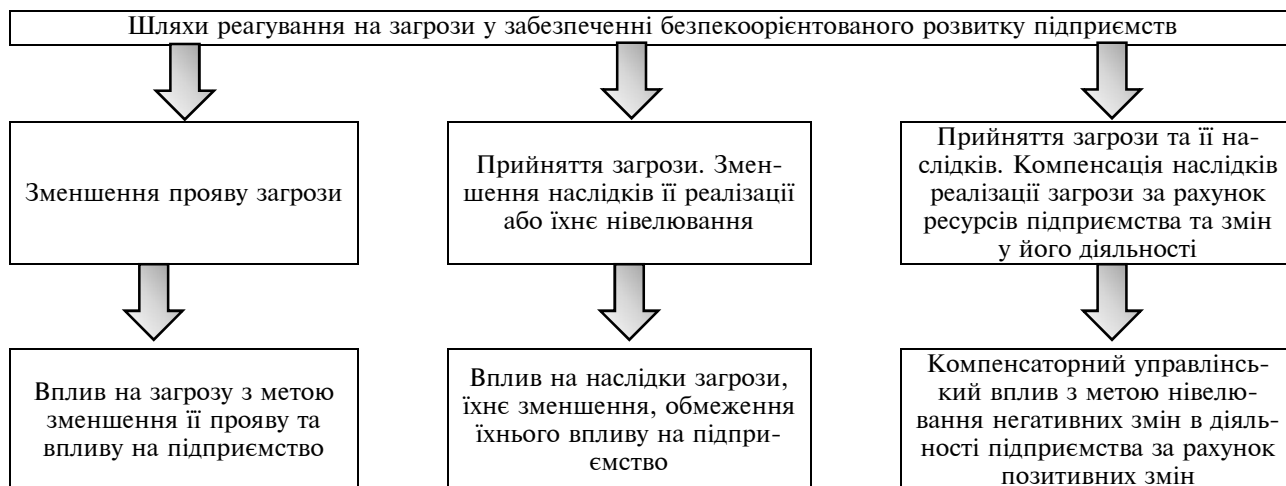 Шляхи реагування на загрози у забезпеченні безпекоорієнтованого розвитку підприємств
Зменшення прояву загрози
Прийняття загрози. Змен-
шення наслідків її реалізації
або їхнє нівелювання
Прийняття загрози та її на-
слідків. Компенсація наслідків
реалізації загрози за рахунок
ресурсів підприємства та змін
у його діяльності
Вплив на загрозу з метою
зменшення її прояву та
впливу на підприємство
Вплив на наслідки загрози,
їхнє зменшення, обмеження
їхнього впливу на підпри-
ємство
Компенсаторний управлінсь-
кий вплив з метою нівелю-
вання негативних змін в діяль-
ності підприємства за рахунок
позитивних змін